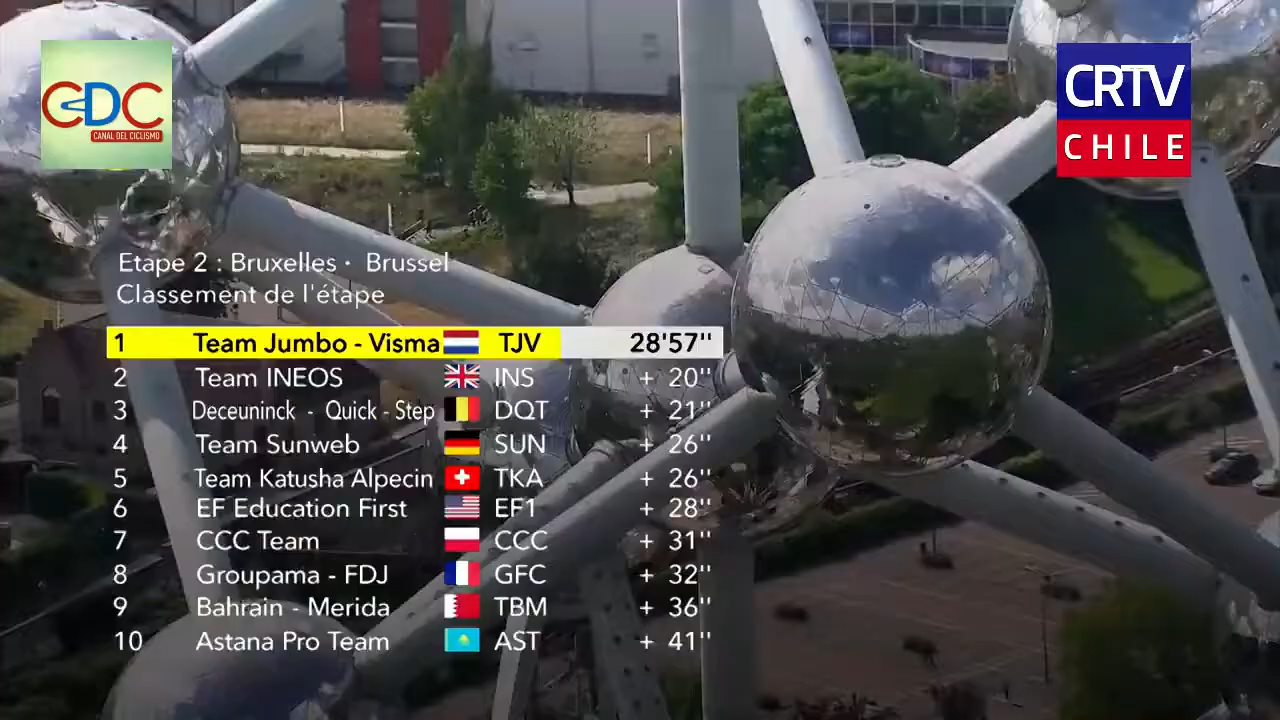 CDC
CANAL DEL CICLISMO
CRTV
CHILE
Etape 2 : Bruxelles · Brussel
Classement de l'étape
1 Team Jumbo - Visma TJV 28'57''
2 Team INEOS INS + 20''
3 Deceuninck - Quick - Step DQT + 21''
4 Team Sunweb SUN + 26''
5 Team Katusha Alpecin TKA + 26''
6 EF Education First EF1 + 28''
7 CCC Team CCC + 31''
8 Groupama - FDJ GFC + 32''
9 Bahrain - Merida TBM + 36''
10 Astana Pro Team AST + 41''